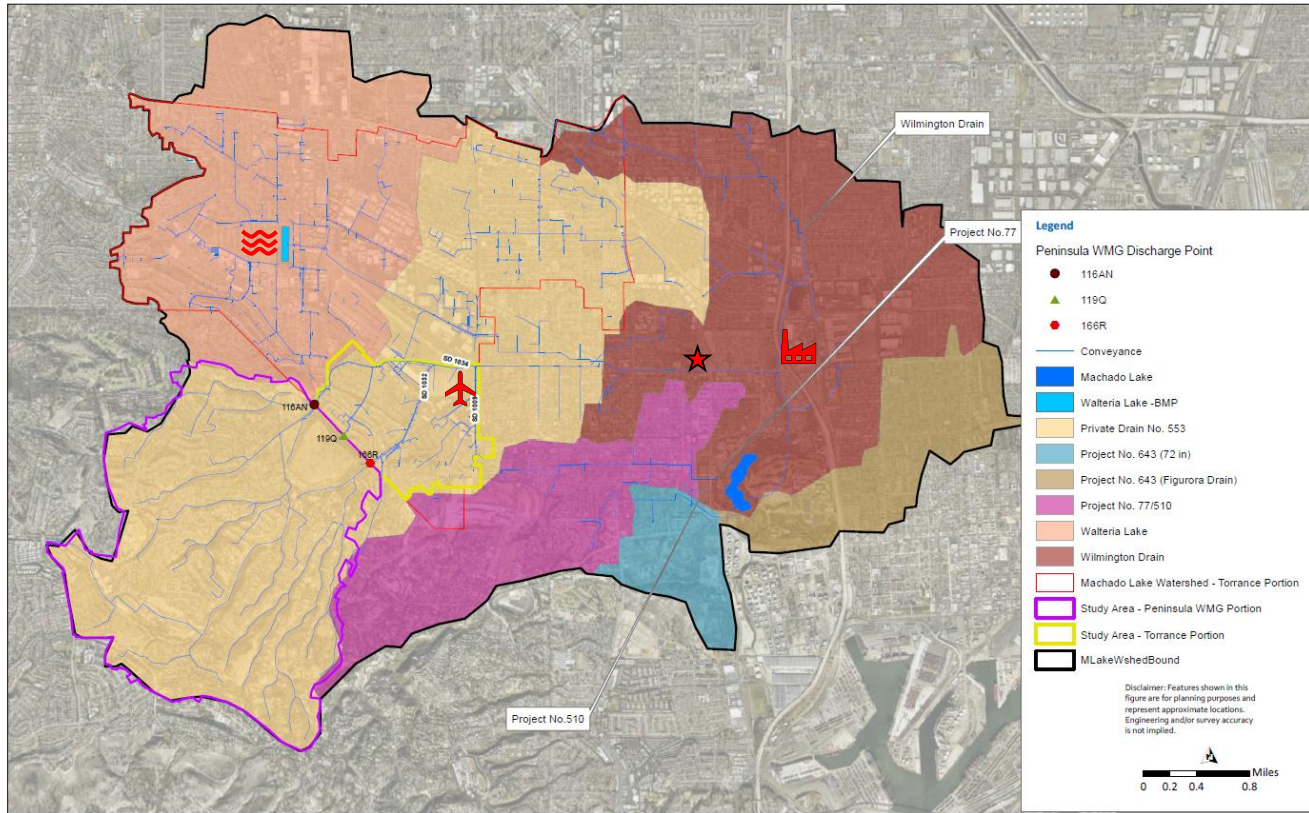 Wilmington Drain
Project No.77
SD 1034
SD 1032
SD 1009
116AN
119Q
166R
Project No.510
Legend
Peninsula WMG Discharge Point
116AN
119Q
166R
Conveyance
Machado Lake
Walteria Lake -BMP
Private Drain No. 553
Project No. 643 (72 in)
Project No. 643 (Figurora Drain)
Project No. 77/510
Walteria Lake
Wilmington Drain
Machado Lake Watershed - Torrance Portion
Study Area - Peninsula WMG Portion
Study Area - Torrance Portion
MLakeWshedBound
Disclaimer: Features shown in this
figure are for planning purposes and
represent approximate locations.
Engineering and/or survey accuracy
is not implied.
Miles
0 0.2 0.4 0.8